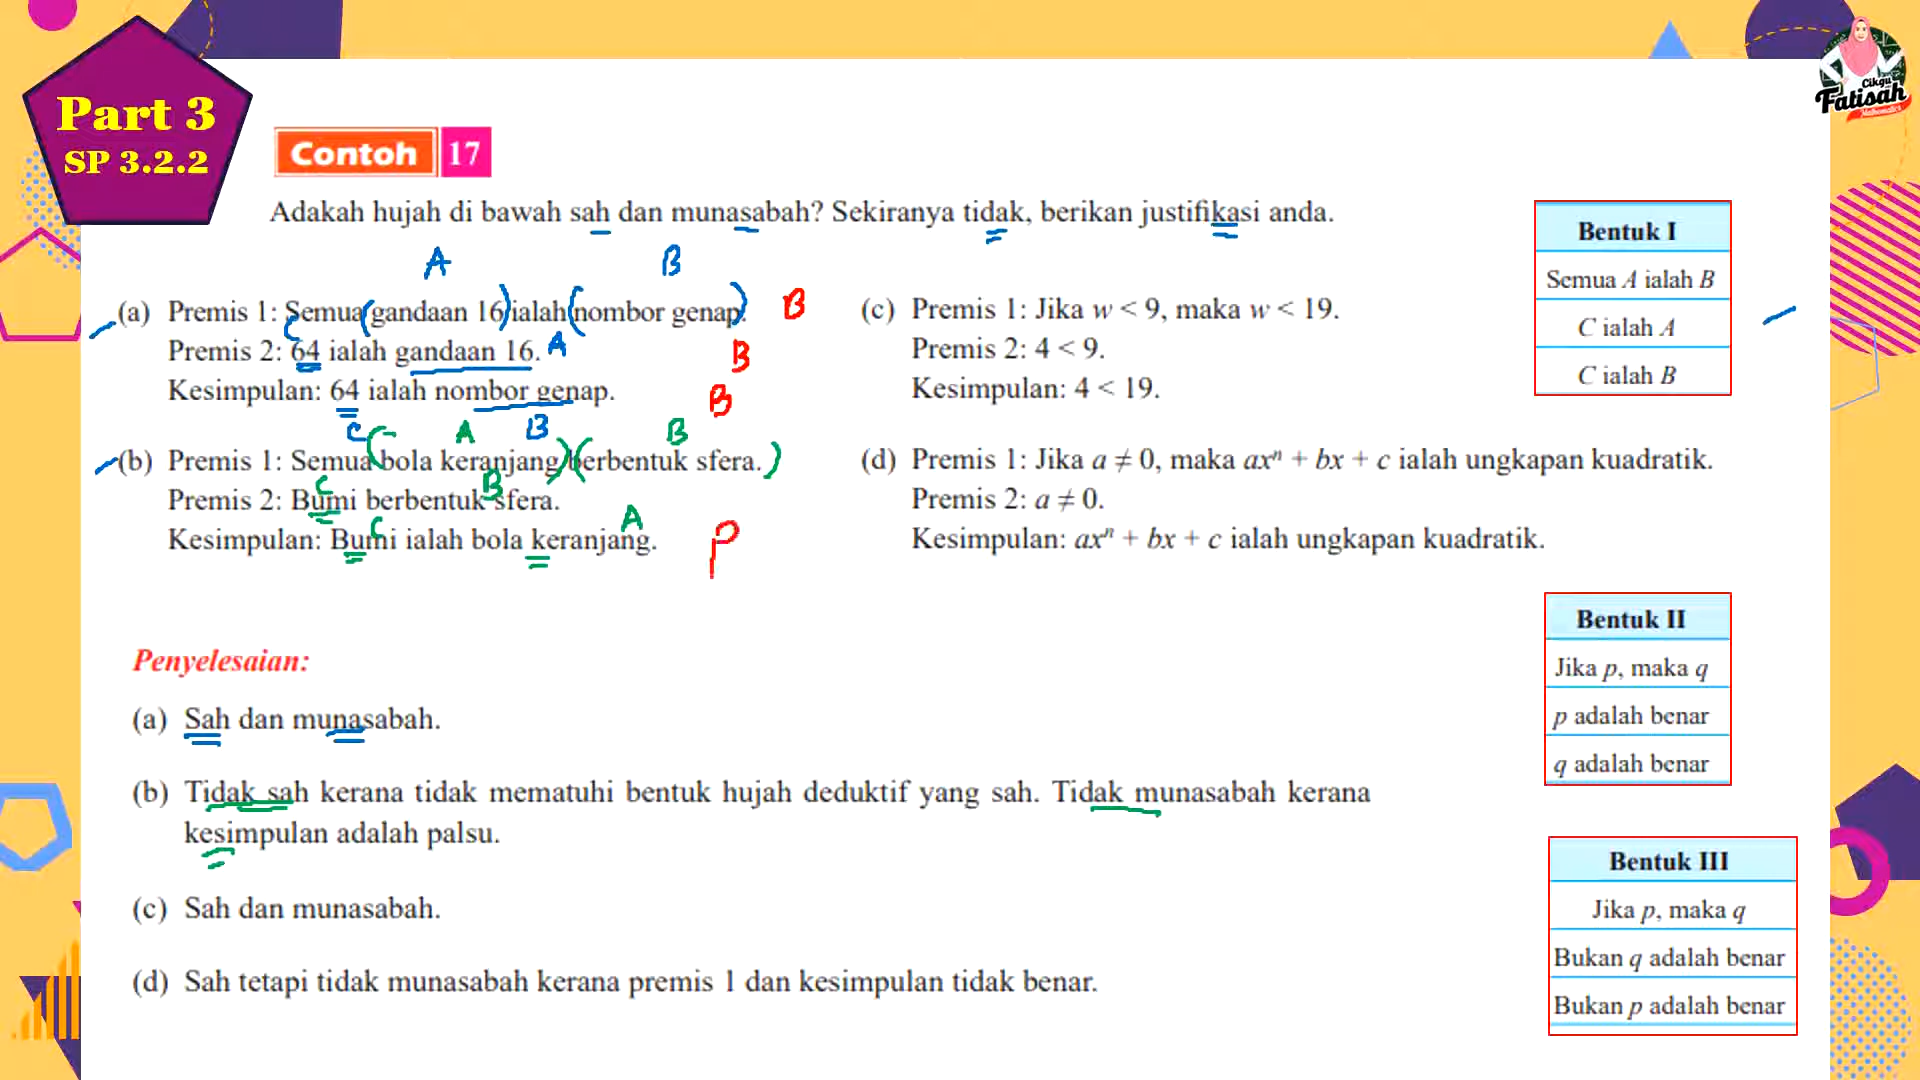 Part 3
SP 3.2.2
Cikgu
Fatisah
Mathematics
Contoh 17
Adakah hujah di bawah sah dan munasabah? Sekiranya tidak, berikan justifikasi anda.
A B
(a) Premis 1: Semua (gandaan 16) ialah (nombor genap). B
C
Premis 2: 64 ialah gandaan 16. A B
Kesimpulan: 64 ialah nombor genap. B
C A B B
(b) Premis 1: Semua (bola keranjang) (berbentuk sfera.)
C B
Premis 2: Bumi berbentuk sfera.
C A
Kesimpulan: Bumi ialah bola keranjang. P
(c) Premis 1: Jika w < 9, maka w < 19.
Premis 2: 4 < 9.
Kesimpulan: 4 < 19.
(d) Premis 1: Jika a ≠ 0, maka axⁿ + bx + c ialah ungkapan kuadratik.
Premis 2: a ≠ 0.
Kesimpulan: axⁿ + bx + c ialah ungkapan kuadratik.
Bentuk I
Semua A ialah B
C ialah A
C ialah B
Bentuk II
Jika p, maka q
p adalah benar
q adalah benar
Bentuk III
Jika p, maka q
Bukan q adalah benar
Bukan p adalah benar
Penyelesaian:
(a) Sah dan munasabah.
(b) Tidak sah kerana tidak mematuhi bentuk hujah deduktif yang sah. Tidak munasabah kerana
kesimpulan adalah palsu.
(c) Sah dan munasabah.
(d) Sah tetapi tidak munasabah kerana premis 1 dan kesimpulan tidak benar.